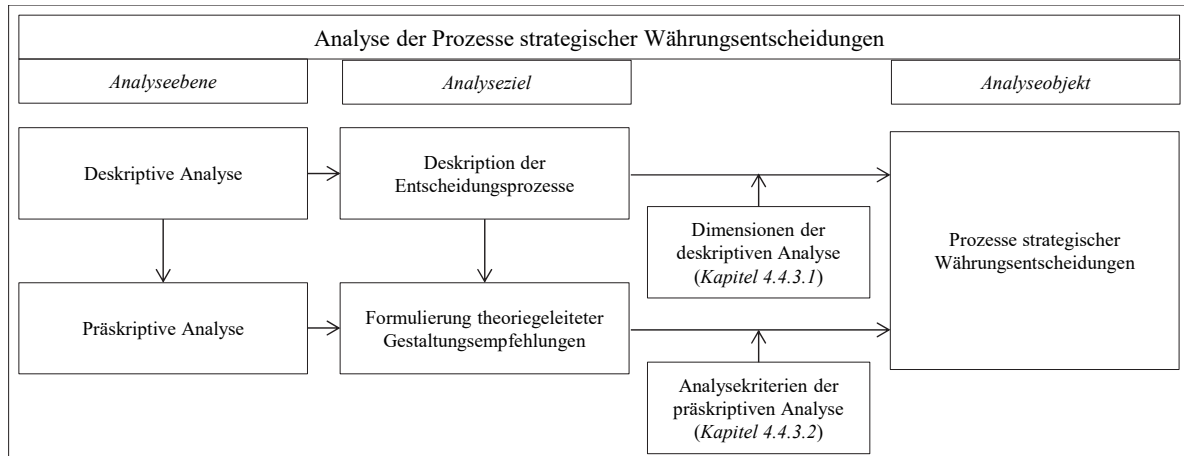 Analyse der Prozesse strategischer Währungsentscheidungen
Analyseebene
Analyseziel
Analyseobjekt
Deskriptive Analyse
Deskription der
Entscheidungsprozesse
Dimensionen der
deskriptiven Analyse
(Kapitel 4.4.3.1)
Prozesse strategischer
Währungsentscheidungen
Präskriptive Analyse
Formulierung theoriegeleiteter
Gestaltungsempfehlungen
Analysekriterien der
präskriptiven Analyse
(Kapitel 4.4.3.2)